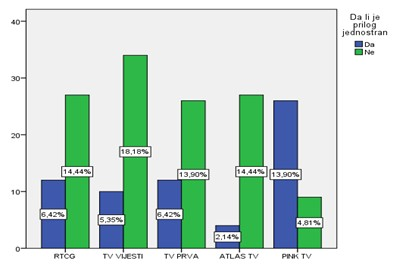 Da li je
prilog
jednostran
Da
Ne
40
30
20
10
0
6,42%
14,44%
5,35%
18,18%
6,42%
13,90%
2,14%
14,44%
13,90%
4,81%
RTCG
TV VIJESTI
TV PRVA
ATLAS TV
PINK TV